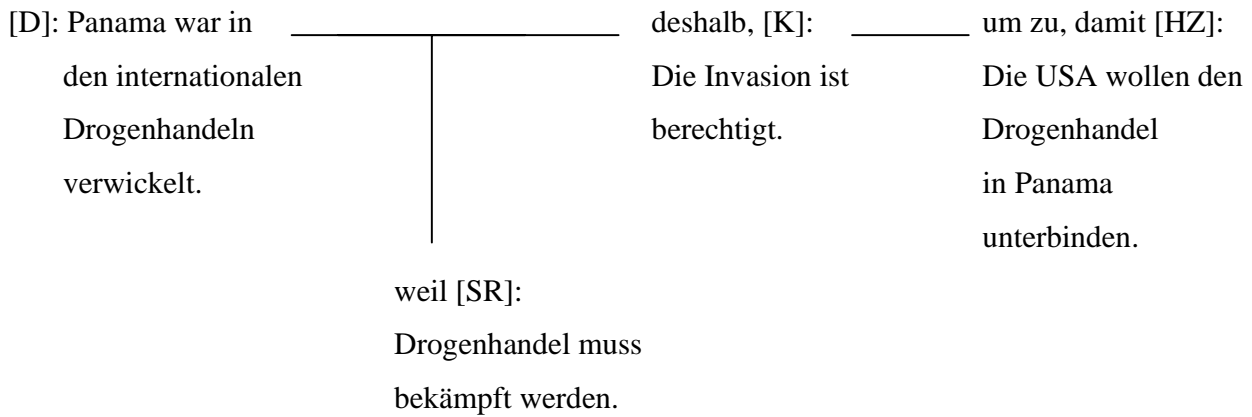 [D]: Panama war in
den internationalen
Drogenhandeln
verwickelt.
deshalb, [K]:
Die Invasion ist
berechtigt.
um zu, damit [HZ]:
Die USA wollen den
Drogenhandel
in Panama
unterbinden.
weil [SR]:
Drogenhandel muss
bekämpft werden.